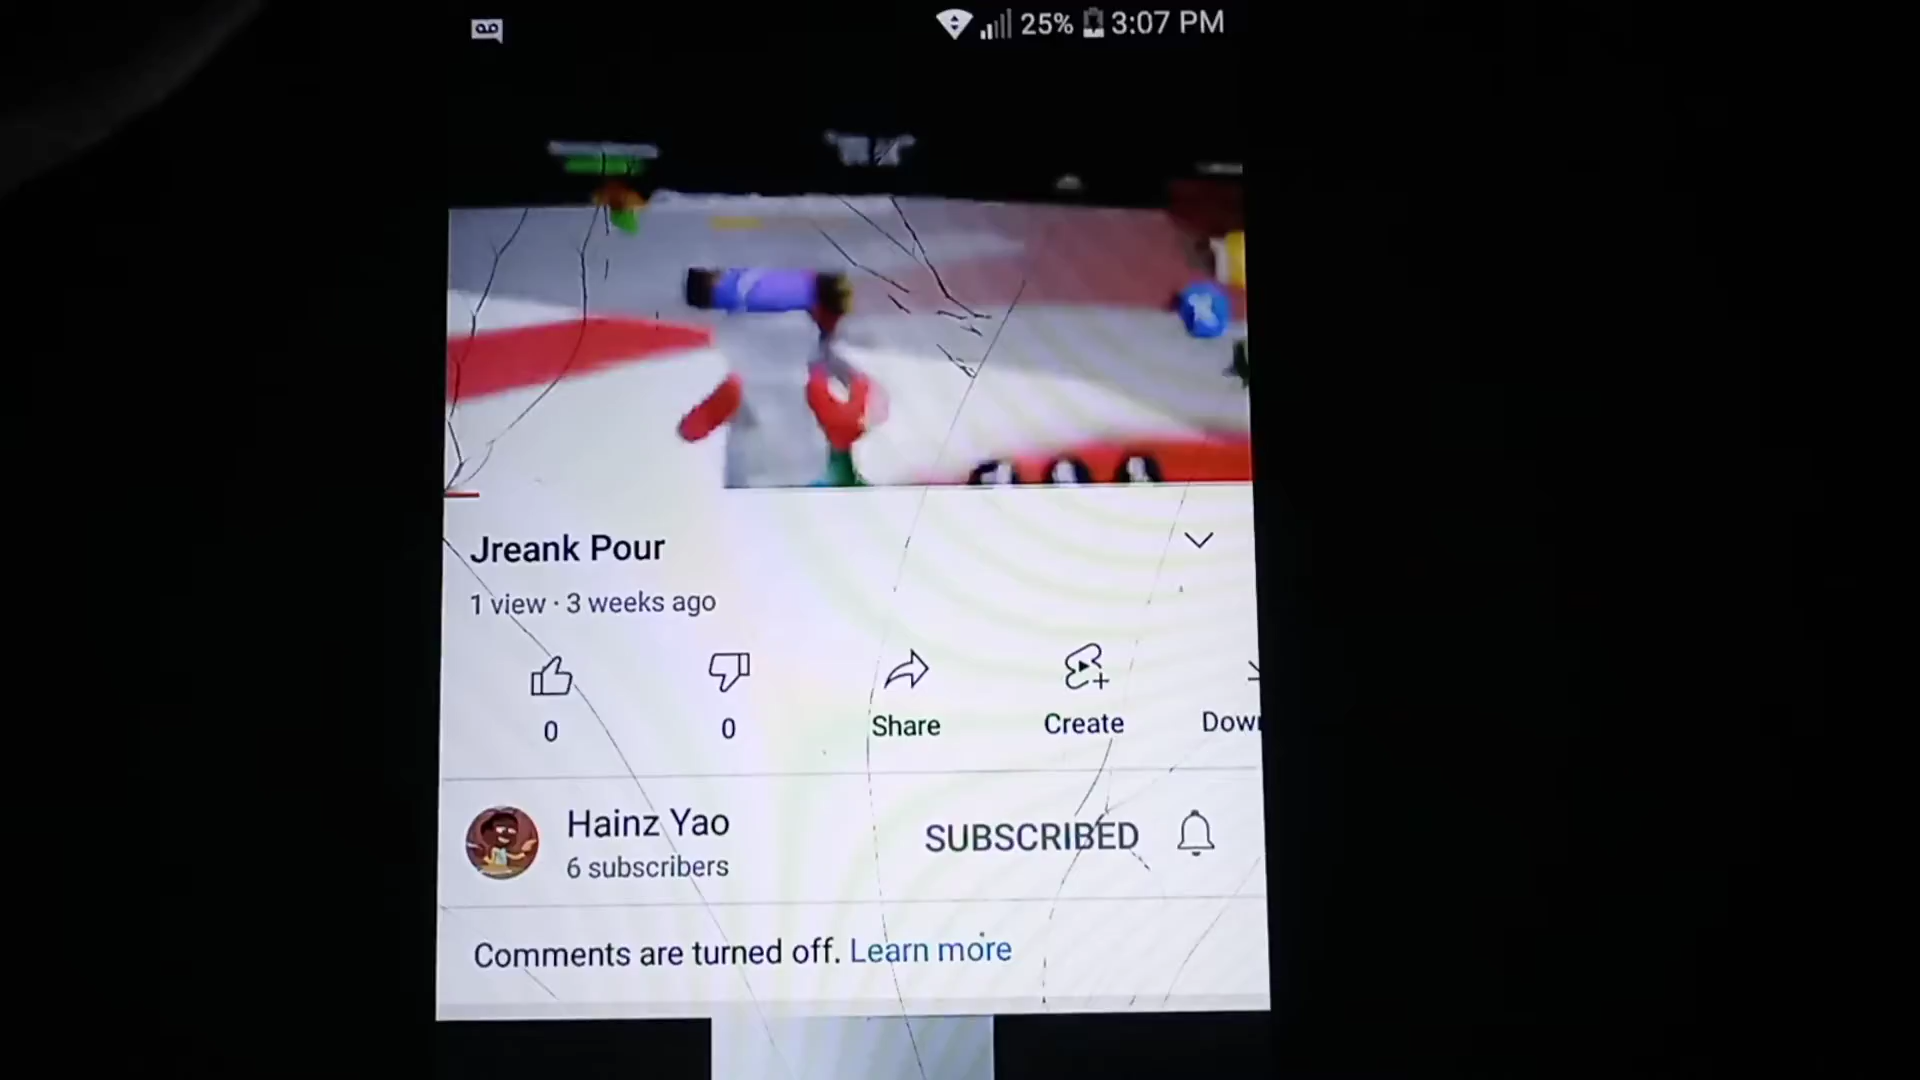 25% 3:07 PM
Jreank Pour
1 view · 3 weeks ago
0 0 Share Create Down
Hainz Yao
6 subscribers
SUBSCRIBED
Comments are turned off. Learn more